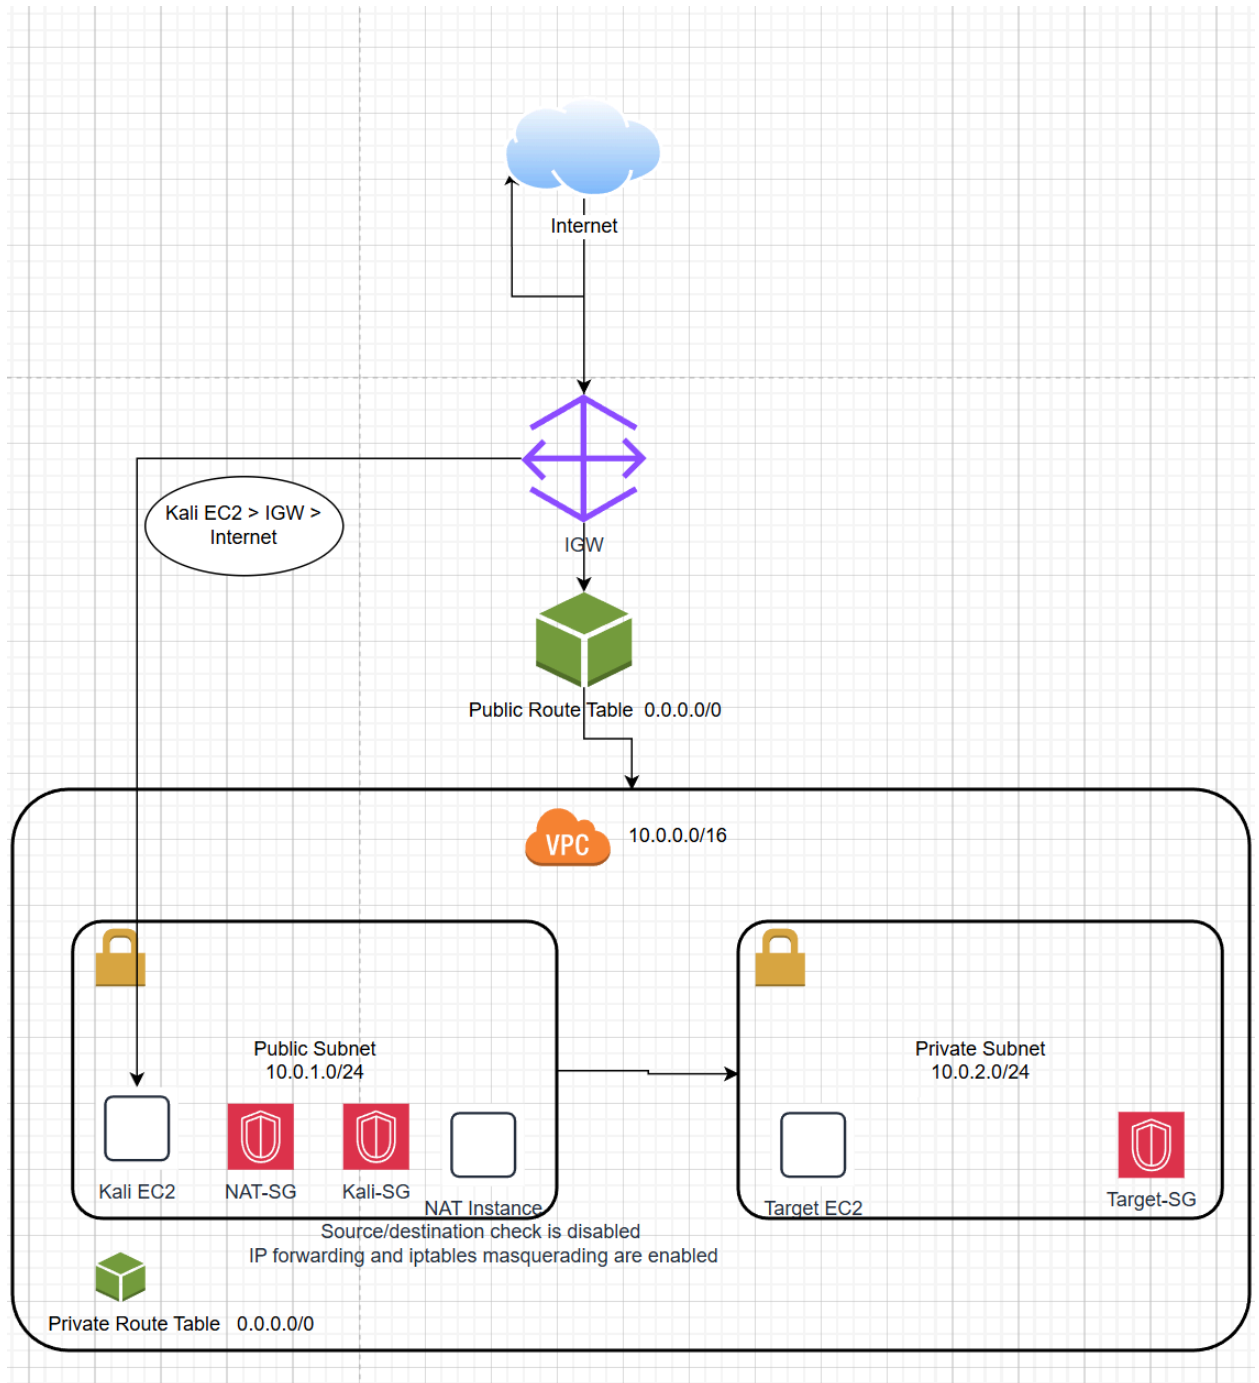 Internet
Kali EC2 > IGW >
Internet
IGW
Public Route Table 0.0.0.0/0
VPC
10.0.0.0/16
Public Subnet
10.0.1.0/24
Private Subnet
10.0.2.0/24
Kali EC2
NAT-SG
Kali-SG
NAT Instance
Source/destination check is disabled
IP forwarding and iptables masquerading are enabled
Target EC2
Target-SG
Private Route Table 0.0.0.0/0